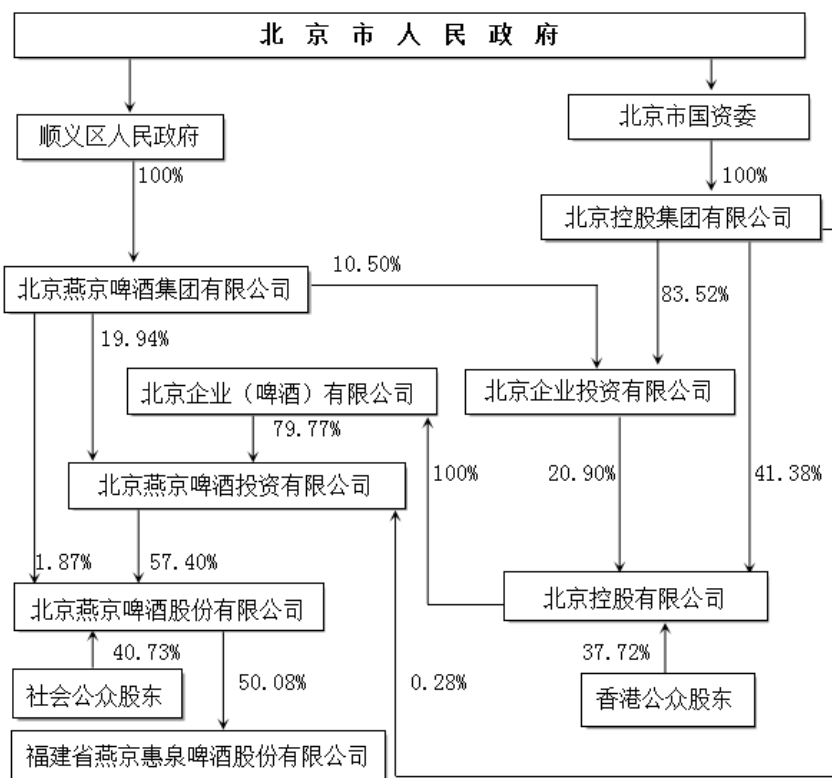 北京市人民政府
顺义区人民政府
北京市国资委
100%
100%
北京控股集团有限公司
10.50%
北京燕京啤酒集团有限公司
83.52%
19.94%
北京企业（啤酒）有限公司
北京企业投资有限公司
79.77%
北京燕京啤酒投资有限公司
100%
20.90%
41.38%
1.87%
57.40%
北京燕京啤酒股份有限公司
北京控股有限公司
40.73%
37.72%
社会公众股东
50.08%
0.28%
香港公众股东
福建省燕京惠泉啤酒股份有限公司